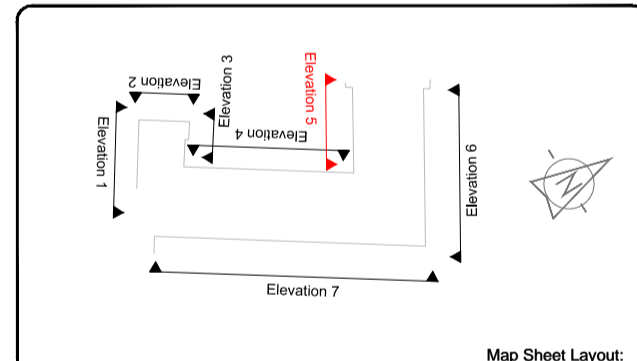 Elevation 1
Elevation 2
Elevation 3
Elevation 4
Elevation 5
Elevation 6
Elevation 7
N
Map Sheet Layout: